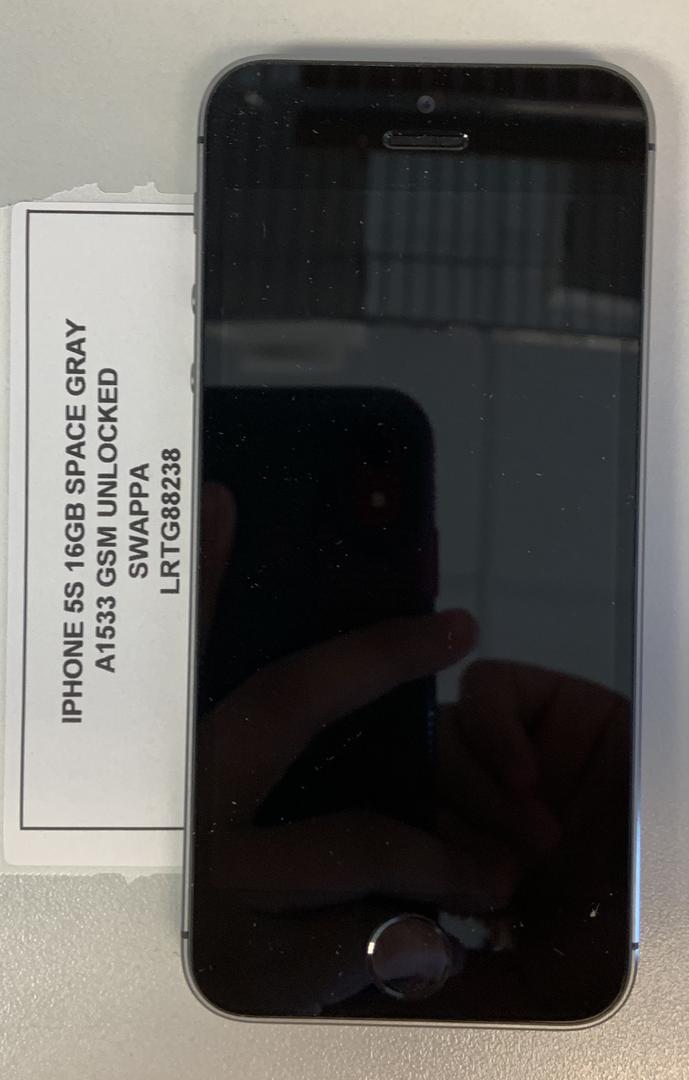 IPHONE 5S 16GB SPACE GRAY
A1533 GSM UNLOCKED
SWAPPA
LRTG88238